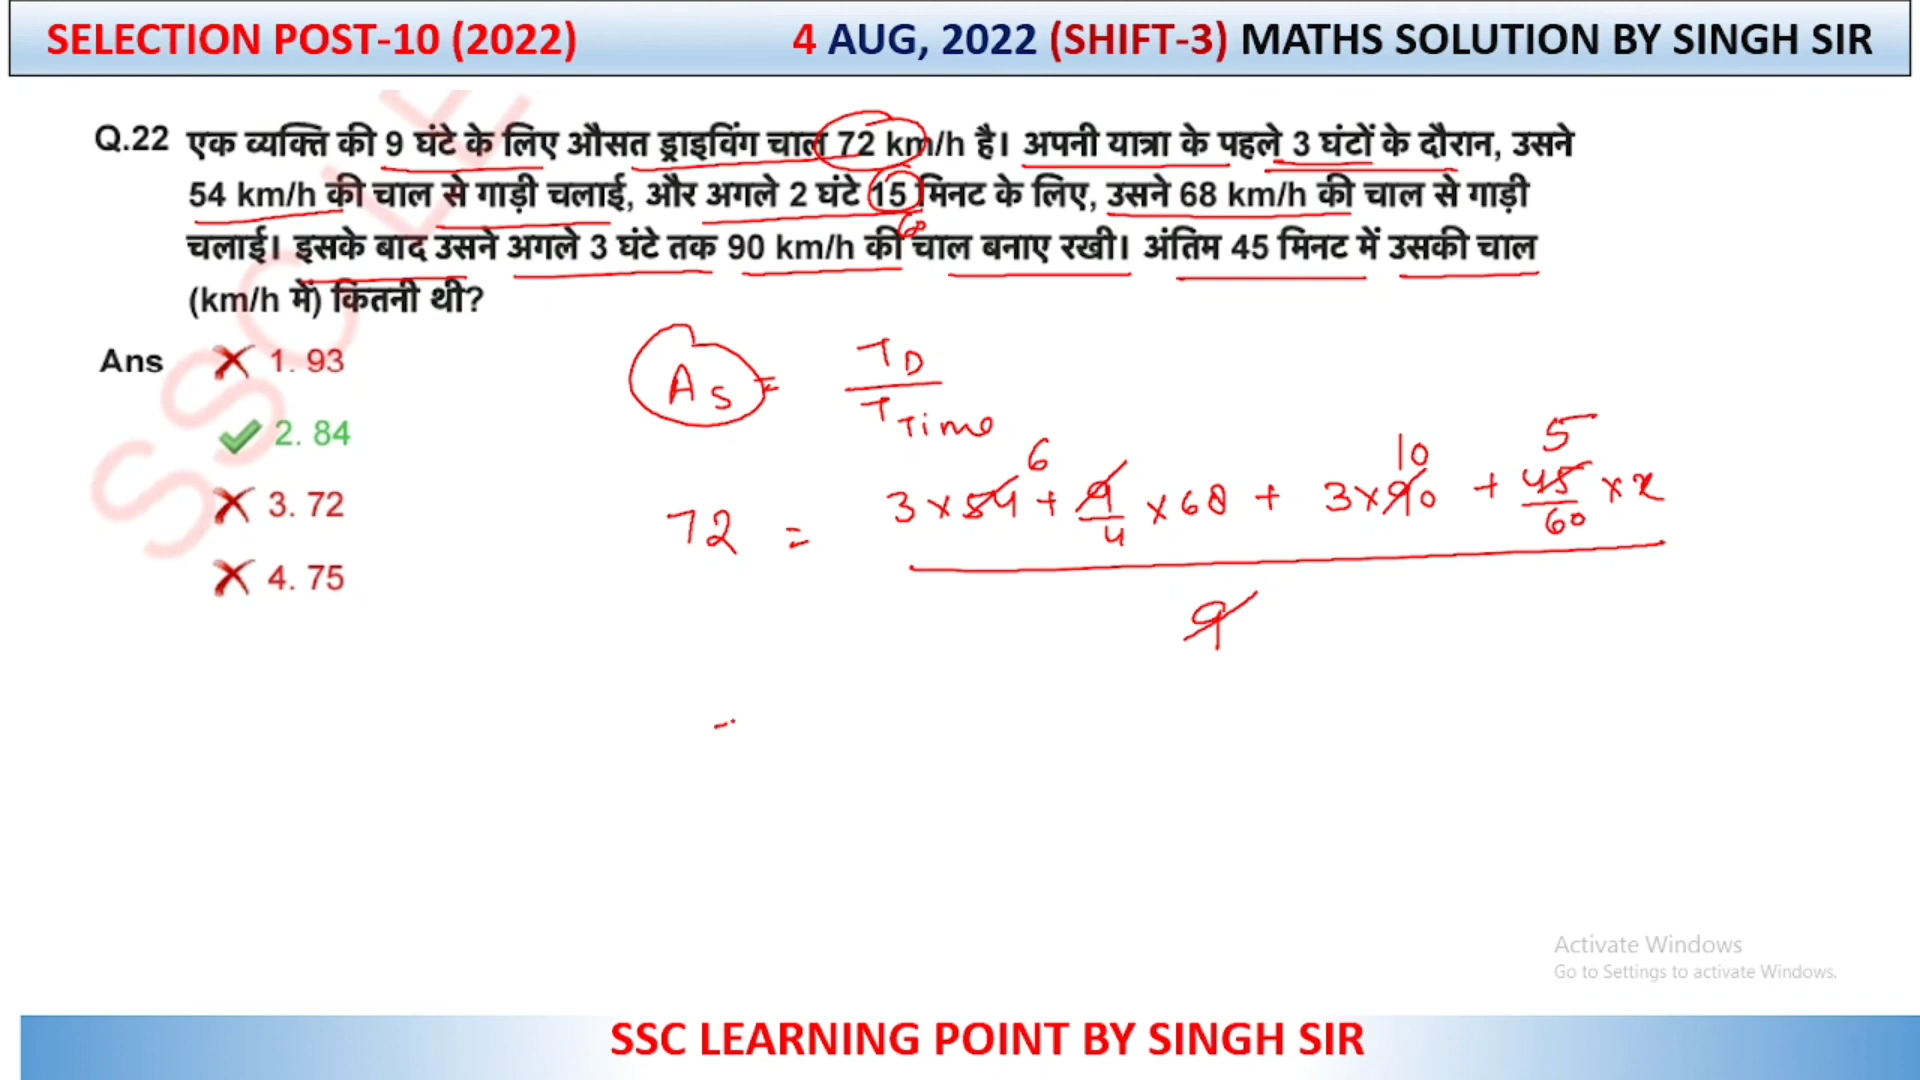 SELECTION POST-10 (2022) 4 AUG, 2022 (SHIFT-3) MATHS SOLUTION BY SINGH SIR
Q.22 एक व्यक्ति की 9 घंटे के लिए औसत ड्राइविंग चाल 72 km/h है। अपनी यात्रा के पहले 3 घंटों के दौरान, उसने
54 km/h की चाल से गाड़ी चलाई, और अगले 2 घंटे 15 मिनट के लिए, उसने 68 km/h की चाल से गाड़ी
60
चलाई। इसके बाद उसने अगले 3 घंटे तक 90 km/h की चाल बनाए रखी। अंतिम 45 मिनट में उसकी चाल
(km/h में) कितनी थी?
Ans 1. 93
2. 84
3. 72
4. 75
AS = TD
TTime
6 10 5
72 = 3×54 + 9/4 ×68 + 3×90 + 45/60 ×x
9
Activate Windows
Go to Settings to activate Windows.
SSC LEARNING POINT BY SINGH SIR